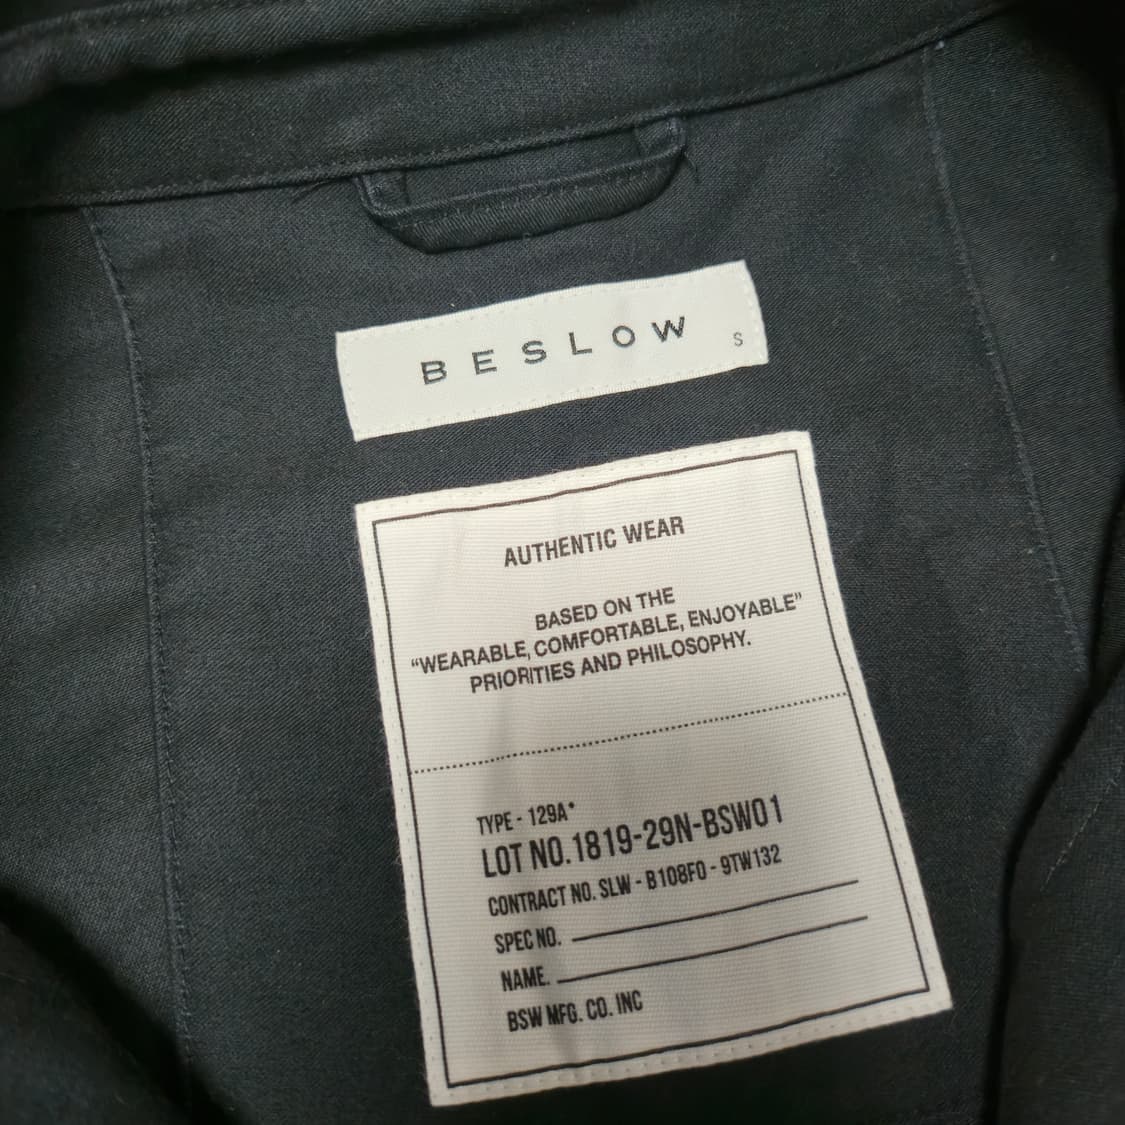 BESLOW
S
AUTHENTIC WEAR
BASED ON THE
“WEARABLE, COMFORTABLE, ENJOYABLE”
PRIORITIES AND PHILOSOPHY.
TYPE - 129A*
LOT NO.1819-29N-BSW01
CONTRACT NO. SLW - B108F0 - 9TW132
SPEC NO.
NAME.
BSW MFG. CO. INC